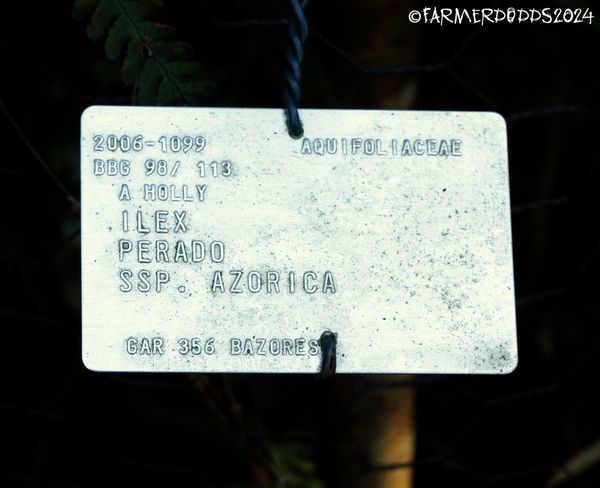 ©FARMERDODDS2024
2006-1099 AQUIFOLIACEAE
BBG 98/ 113
A HOLLY
ILEX
PERADO
SSP. AZORICA
GAR 356 BAZORES